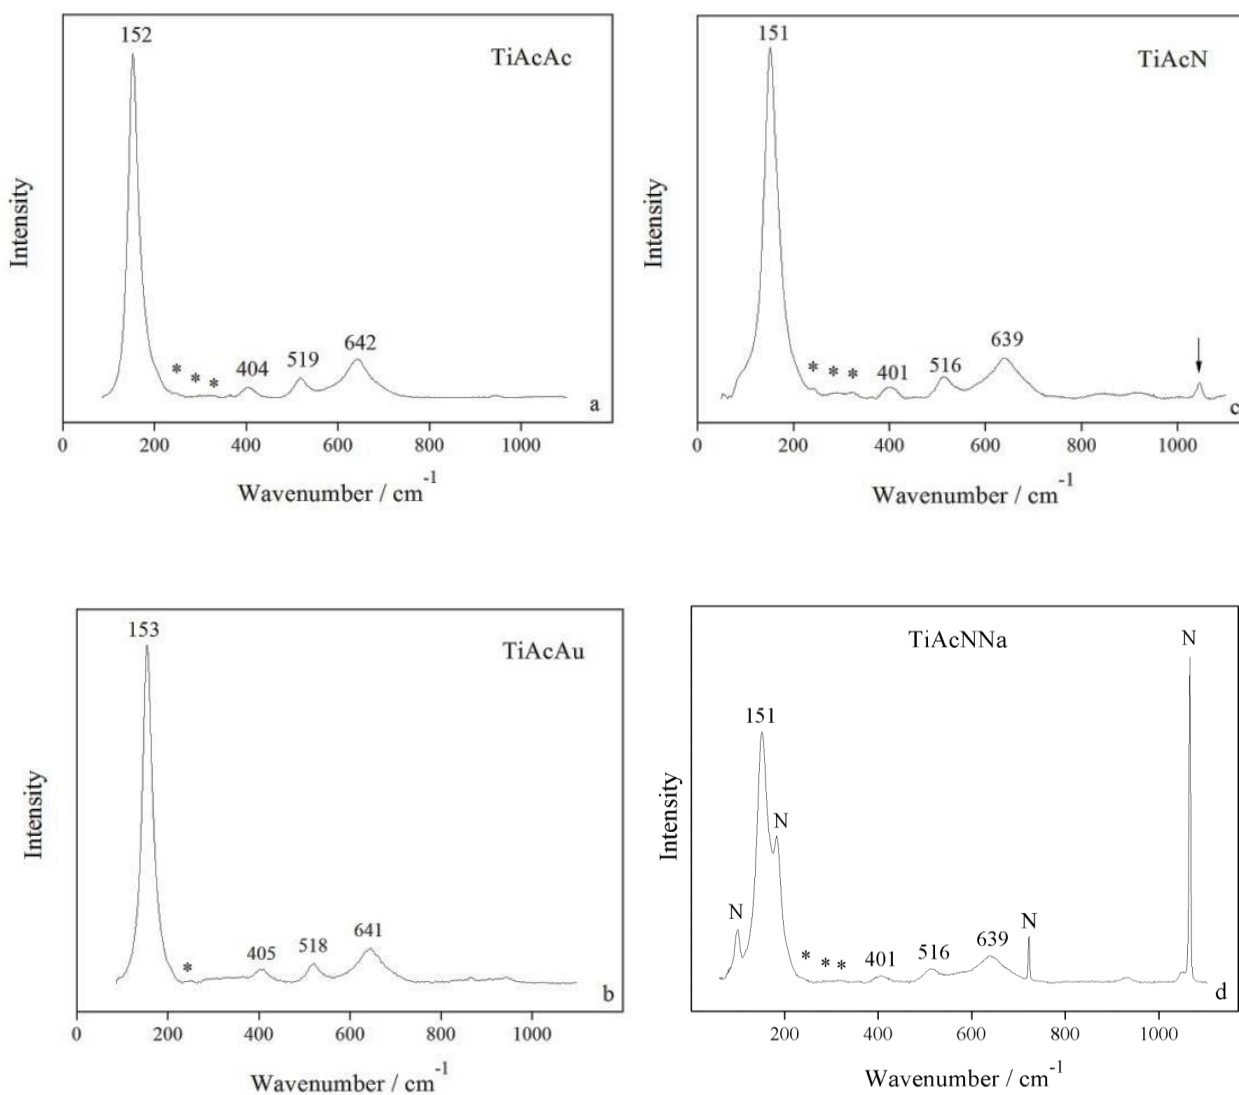 152
TiAcAc
Intensity
* * *
404
519
642
a
0 200 400 600 800 1000
Wavenumber / cm⁻¹
151
TiAcN
Intensity
* * *
401
516
639
c
0 200 400 600 800 1000
Wavenumber / cm⁻¹
153
TiAcAu
Intensity
*
405
518
641
b
0 200 400 600 800 1000
Wavenumber / cm⁻¹
TiAcNNa
N
151
N
N
N
Intensity
* * *
401
516
639
d
200 400 600 800 1000
Wavenumber / cm⁻¹